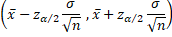 (x̄ − z_{α/2} σ/√n , x̄ + z_{α/2} σ/√n)